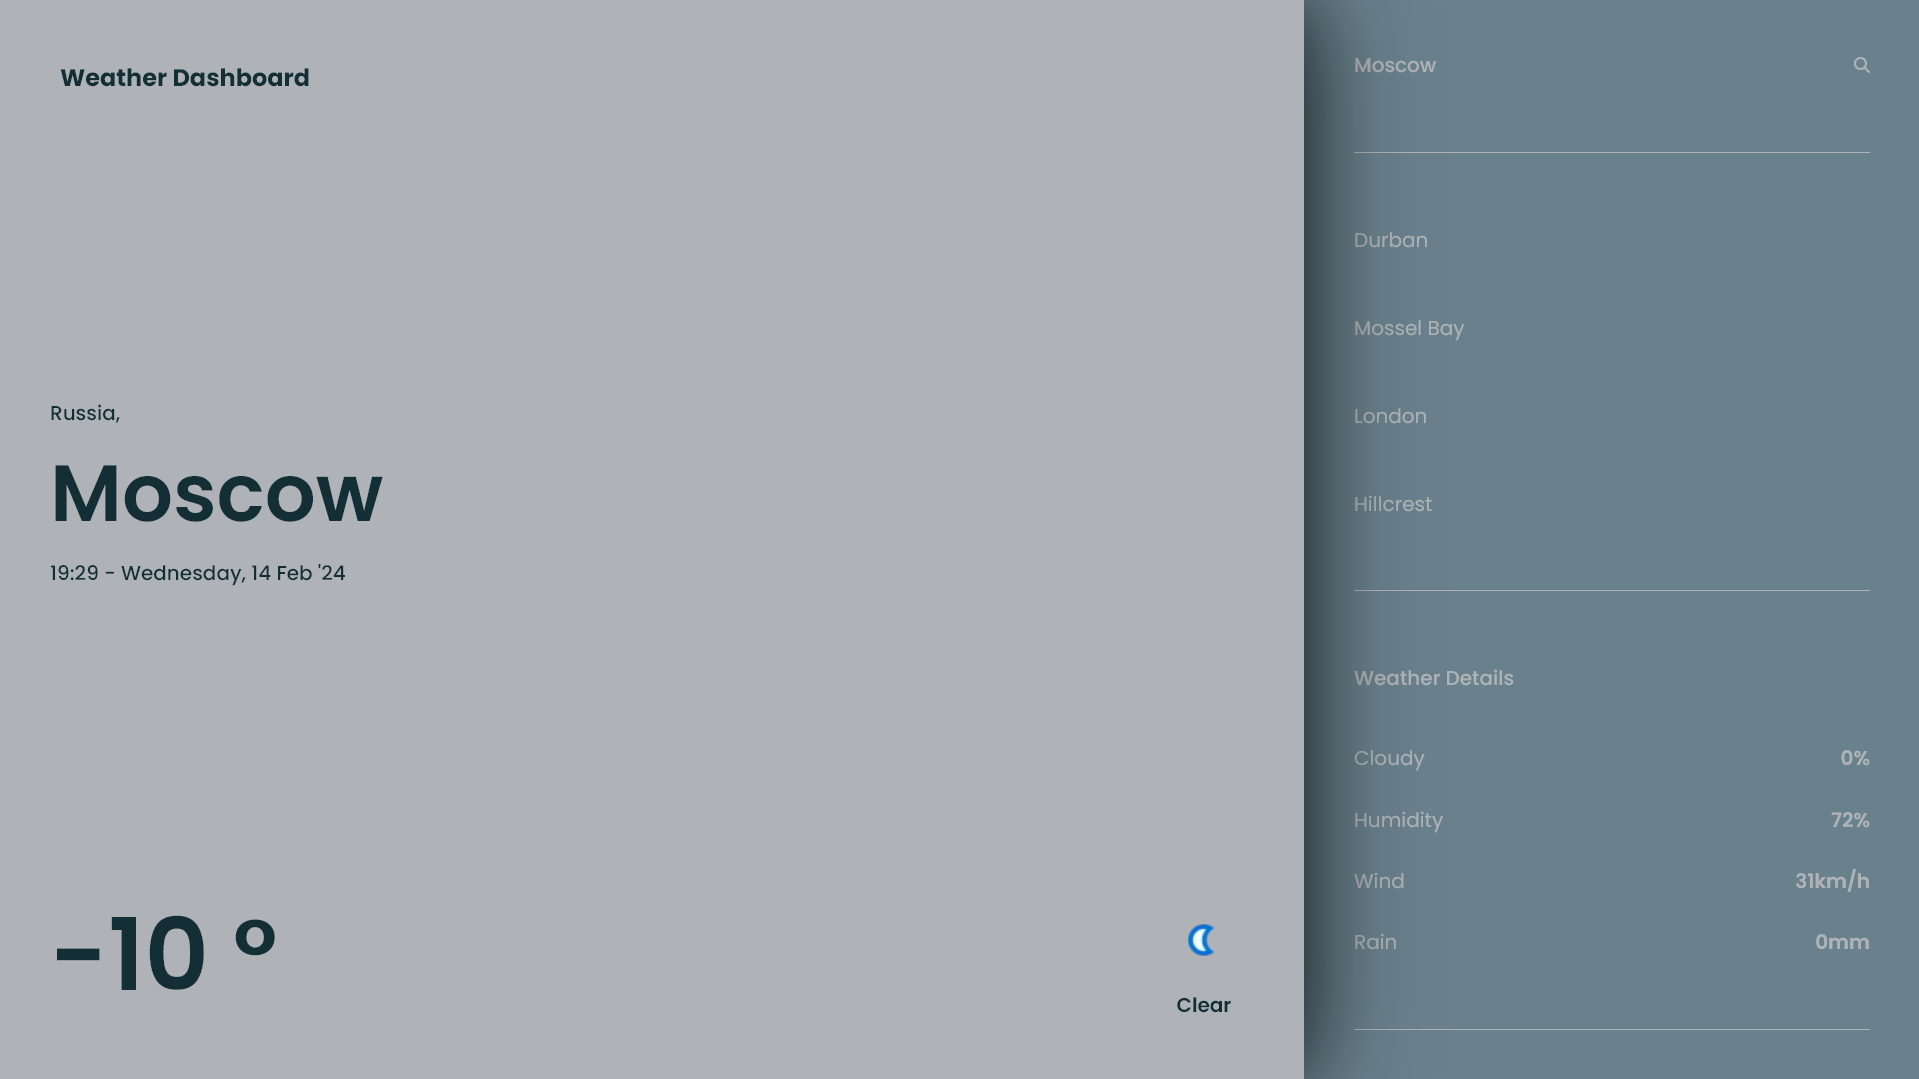 Weather Dashboard
Russia,
Moscow
19:29 - Wednesday, 14 Feb '24
-10 °
Clear
Moscow
Durban
Mossel Bay
London
Hillcrest
Weather Details
Cloudy 0%
Humidity 72%
Wind 31km/h
Rain 0mm